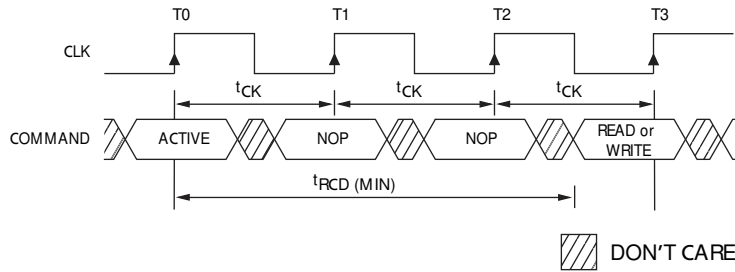 T0 T1 T2 T3
CLK
tCK tCK tCK
COMMAND ACTIVE NOP NOP READ or
WRITE
tRCD (MIN)
DON'T CARE